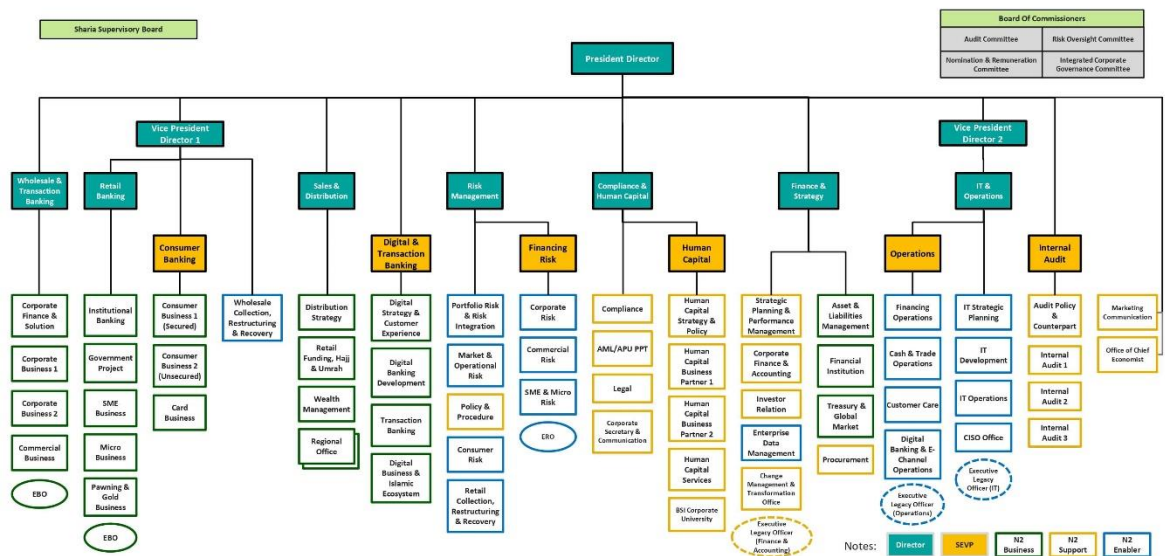 Sharia Supervisory Board
Board Of Commissioners
Audit Committee
Risk Oversight Committee
Nomination & Remuneration
Committee
Integrated Corporate
Governance Committee
President Director
Vice President
Director 1
Vice President
Director 2
Wholesale &
Transaction
Banking
Retail
Banking
Sales &
Distribution
Risk
Management
Compliance &
Human Capital
Finance &
Strategy
IT &
Operations
Consumer
Banking
Digital &
Transaction
Banking
Financing
Risk
Human
Capital
Operations
Internal
Audit
Corporate
Finance &
Solution
Corporate
Business 1
Corporate
Business 2
Commercial
Business
EBO
Institutional
Banking
Government
Project
SME
Business
Micro
Business
Pawning &
Gold
Business
EBO
Consumer
Business 1
(Secured)
Consumer
Business 2
(Unsecured)
Card
Business
Wholesale
Collection,
Restructuring
& Recovery
Distribution
Strategy
Retail
Funding, Hajj
& Umrah
Wealth
Management
Regional
Office
Digital
Strategy &
Customer
Experience
Digital
Banking
Development
Transaction
Banking
Digital
Business &
Islamic
Ecosystem
Portfolio Risk
& Risk
Integration
Market &
Operational
Risk
Policy &
Procedure
Consumer
Risk
Retail
Collection,
Restructuring
& Recovery
Corporate
Risk
Commercial
Risk
SME & Micro
Risk
ERO
Compliance
AML/APU PPT
Legal
Corporate
Secretary &
Communication
Human
Capital
Strategy &
Policy
Human
Capital
Business
Partner 1
Human
Capital
Business
Partner 2
Human
Capital
Services
BSI Corporate
University
Strategic
Planning &
Performance
Management
Corporate
Finance &
Accounting
Investor
Relation
Enterprise
Data
Management
Change
Management &
Transformation
Office
Executive
Legacy Officer
(Finance &
Accounting)
Asset &
Liabilities
Management
Financial
Institution
Treasury &
Global
Market
Procurement
Financing
Operations
Cash & Trade
Operations
Customer Care
Digital
Banking & E-
Channel
Operations
Executive
Legacy Officer
(Operations)
IT Strategic
Planning
IT
Development
IT Operations
CISO Office
Executive
Legacy
Officer (IT)
Audit Policy
&
Counterpart
Internal
Audit 1
Internal
Audit 2
Internal
Audit 3
Marketing
Communication
Office of Chief
Economist
Notes:
Director
SEVP
N2
Business
N2
Support
N2
Enabler